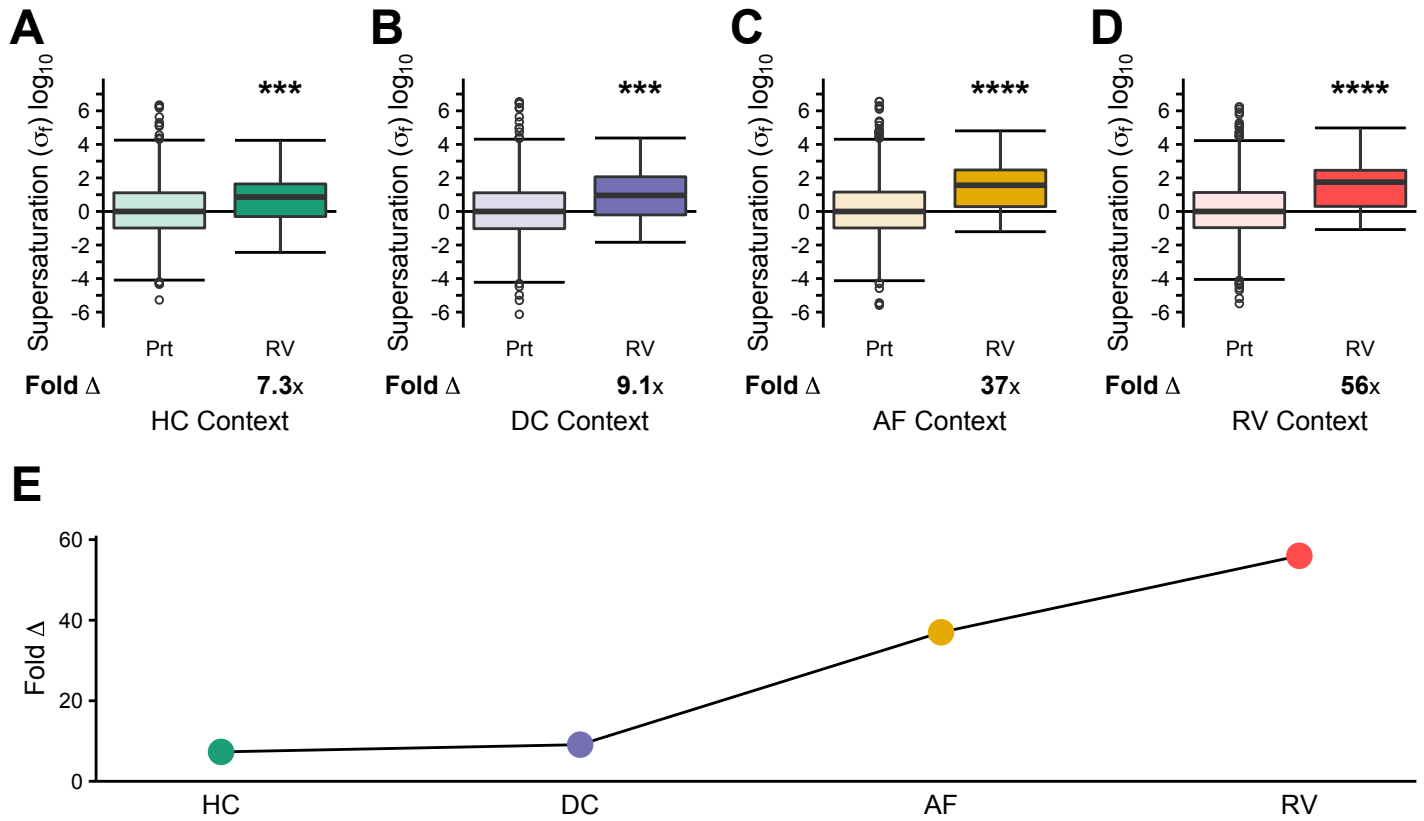 A
B
C
D
Supersaturation (σf) log10
6
4
2
0
-2
-4
-6
***
Prt RV
Fold Δ 7.3x
HC Context
Supersaturation (σf) log10
6
4
2
0
-2
-4
-6
***
Prt RV
Fold Δ 9.1x
DC Context
Supersaturation (σf) log10
6
4
2
0
-2
-4
-6
****
Prt RV
Fold Δ 37x
AF Context
Supersaturation (σf) log10
6
4
2
0
-2
-4
-6
****
Prt RV
Fold Δ 56x
RV Context
E
Fold Δ
60
40
20
0
HC DC AF RV